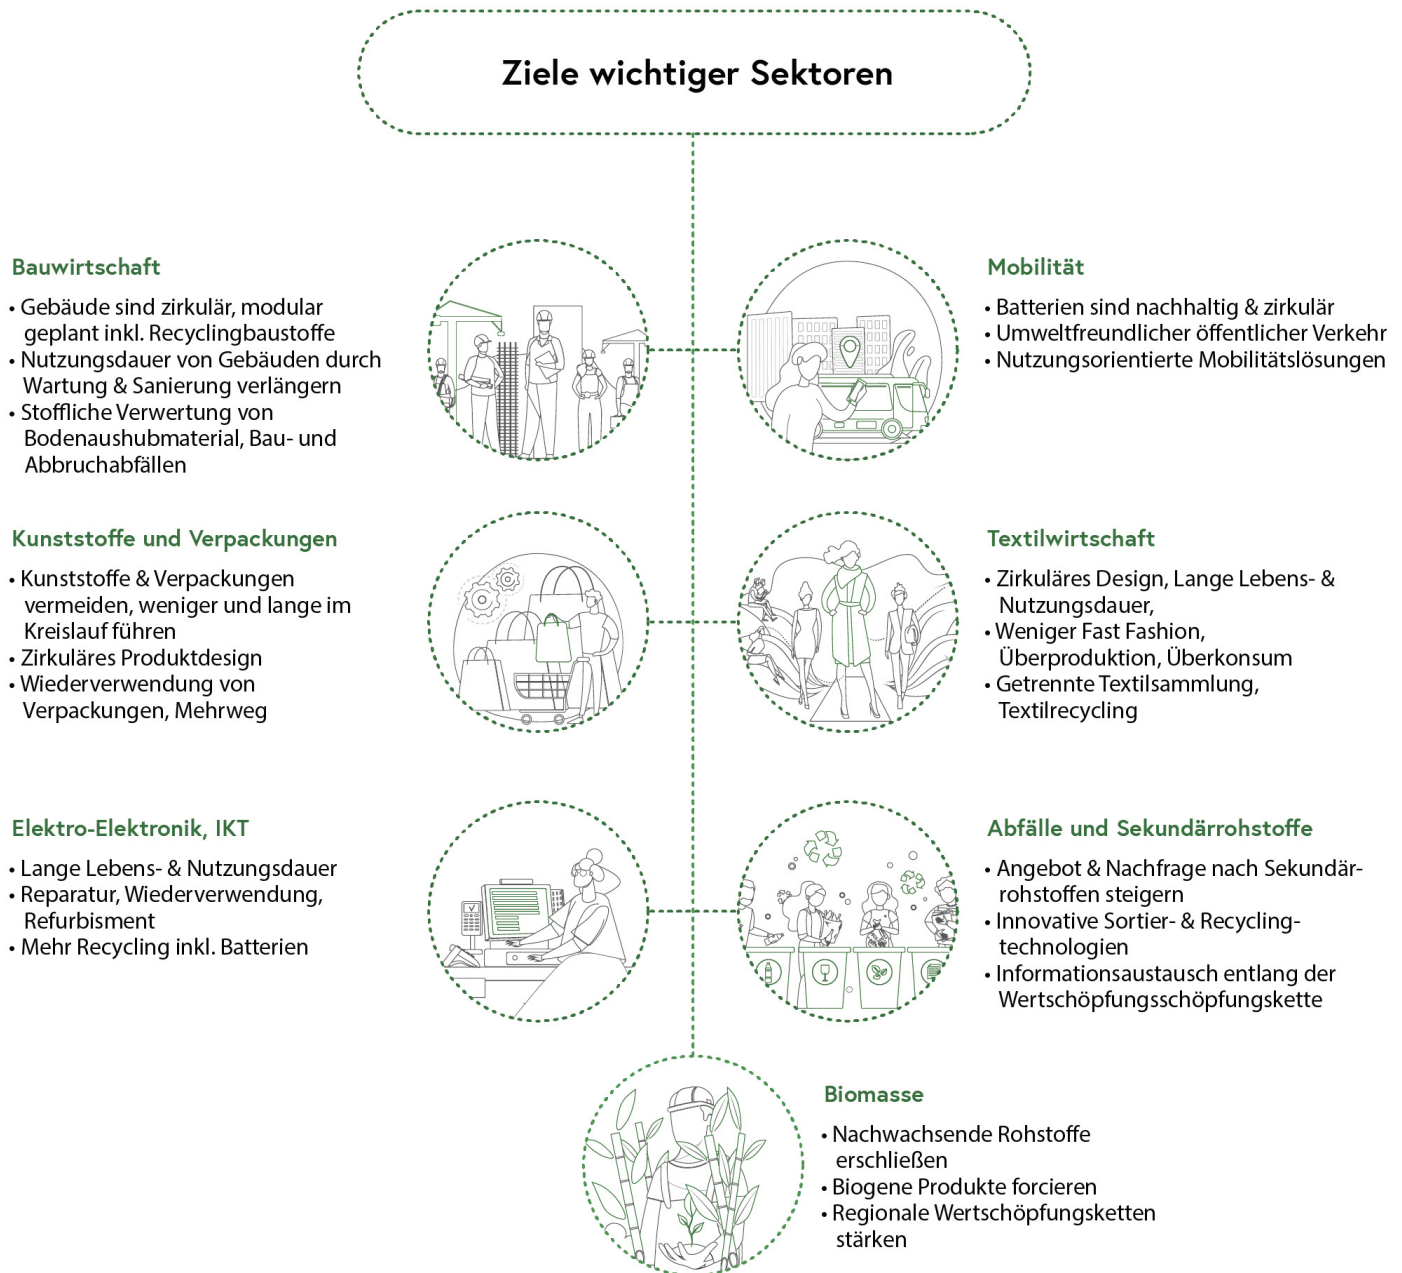 Ziele wichtiger Sektoren
Bauwirtschaft
• Gebäude sind zirkulär, modular
geplant inkl. Recyclingbaustoffe
• Nutzungsdauer von Gebäuden durch
Wartung & Sanierung verlängern
• Stoffliche Verwertung von
Bodenaushubmaterial, Bau- und
Abbruchabfällen
Mobilität
• Batterien sind nachhaltig & zirkulär
• Umweltfreundlicher öffentlicher Verkehr
• Nutzungsorientierte Mobilitätslösungen
Kunststoffe und Verpackungen
• Kunststoffe & Verpackungen
vermeiden, weniger und lange im
Kreislauf führen
• Zirkuläres Produktdesign
• Wiederverwendung von
Verpackungen, Mehrweg
Textilwirtschaft
• Zirkuläres Design, Lange Lebens- &
Nutzungsdauer,
• Weniger Fast Fashion,
Überproduktion, Überkonsum
• Getrennte Textilsammlung,
Textilrecycling
Elektro-Elektronik, IKT
• Lange Lebens- & Nutzungsdauer
• Reparatur, Wiederverwendung,
Refurbisment
• Mehr Recycling inkl. Batterien
Abfälle und Sekundärrohstoffe
• Angebot & Nachfrage nach Sekundär-
rohstoffen steigern
• Innovative Sortier- & Recycling-
technologien
• Informationsaustausch entlang der
Wertschöpfungsschöpfungskette
Biomasse
• Nachwachsende Rohstoffe
erschließen
• Biogene Produkte forcieren
• Regionale Wertschöpfungsketten
stärken